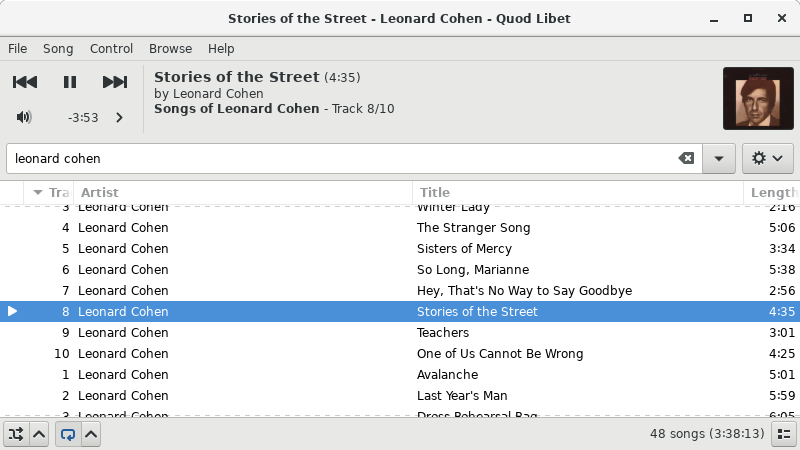 Stories of the Street - Leonard Cohen - Quod Libet
File Song Control Browse Help
Stories of the Street (4:35)
by Leonard Cohen
Songs of Leonard Cohen - Track 8/10
-3:53
leonard cohen
Tra Artist Title Length
3 Leonard Cohen Winter Lady 2:16
4 Leonard Cohen The Stranger Song 5:06
5 Leonard Cohen Sisters of Mercy 3:34
6 Leonard Cohen So Long, Marianne 5:38
7 Leonard Cohen Hey, That's No Way to Say Goodbye 2:56
8 Leonard Cohen Stories of the Street 4:35
9 Leonard Cohen Teachers 3:01
10 Leonard Cohen One of Us Cannot Be Wrong 4:25
1 Leonard Cohen Avalanche 5:01
2 Leonard Cohen Last Year's Man 5:59
3 Leonard Cohen Dress Rehearsal Rag 6:05
48 songs (3:38:13)